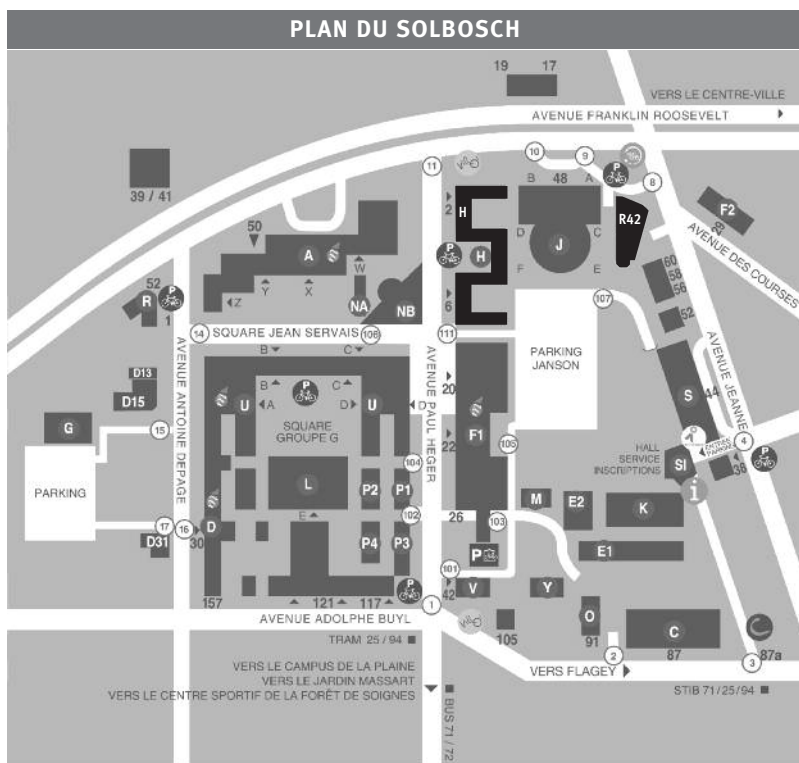 PLAN DU SOLBOSCH
19 17
VERS LE CENTRE-VILLE
AVENUE FRANKLIN ROOSEVELT
11
10
9
8
P
39 / 41
2
H
B 48 A
R42
F2
29
AVENUE DES COURSES
50
A
W
Z
Y
X
NA
NB
P
H
D
C
J
F
E
60
58
56
52
52
R
P
1
6
107
14
SQUARE JEAN SERVAIS
106
111
PARKING
JANSON
AVENUE JEANNE
AVENUE ANTOINE DEPAGE
AVENUE PAUL HEGER
B C
P
B C
U
A
D
U
D
SQUARE
GROUPE G
20
F1
22
105
S
44
D13
D15
G
15
PARKING
HALL
SERVICE
INSCRIPTIONS
SI
ENTRÉE
PARKING
4
38
P
i
104
L
P2
P1
E
102
M
E2
K
26
103
17
16
D31
30
D
P4
P3
P
E1
101
42
V
Y
O
91
C
87
87a
157
121
117
P
1
AVENUE ADOLPHE BUYL
105
2
3
TRAM 25 / 94
VERS FLAGEY
VERS LE CAMPUS DE LA PLAINE
VERS LE JARDIN MASSART
VERS LE CENTRE SPORTIF DE LA FORÊT DE SOIGNES
BUS 71 / 72
STIB 71/25/94